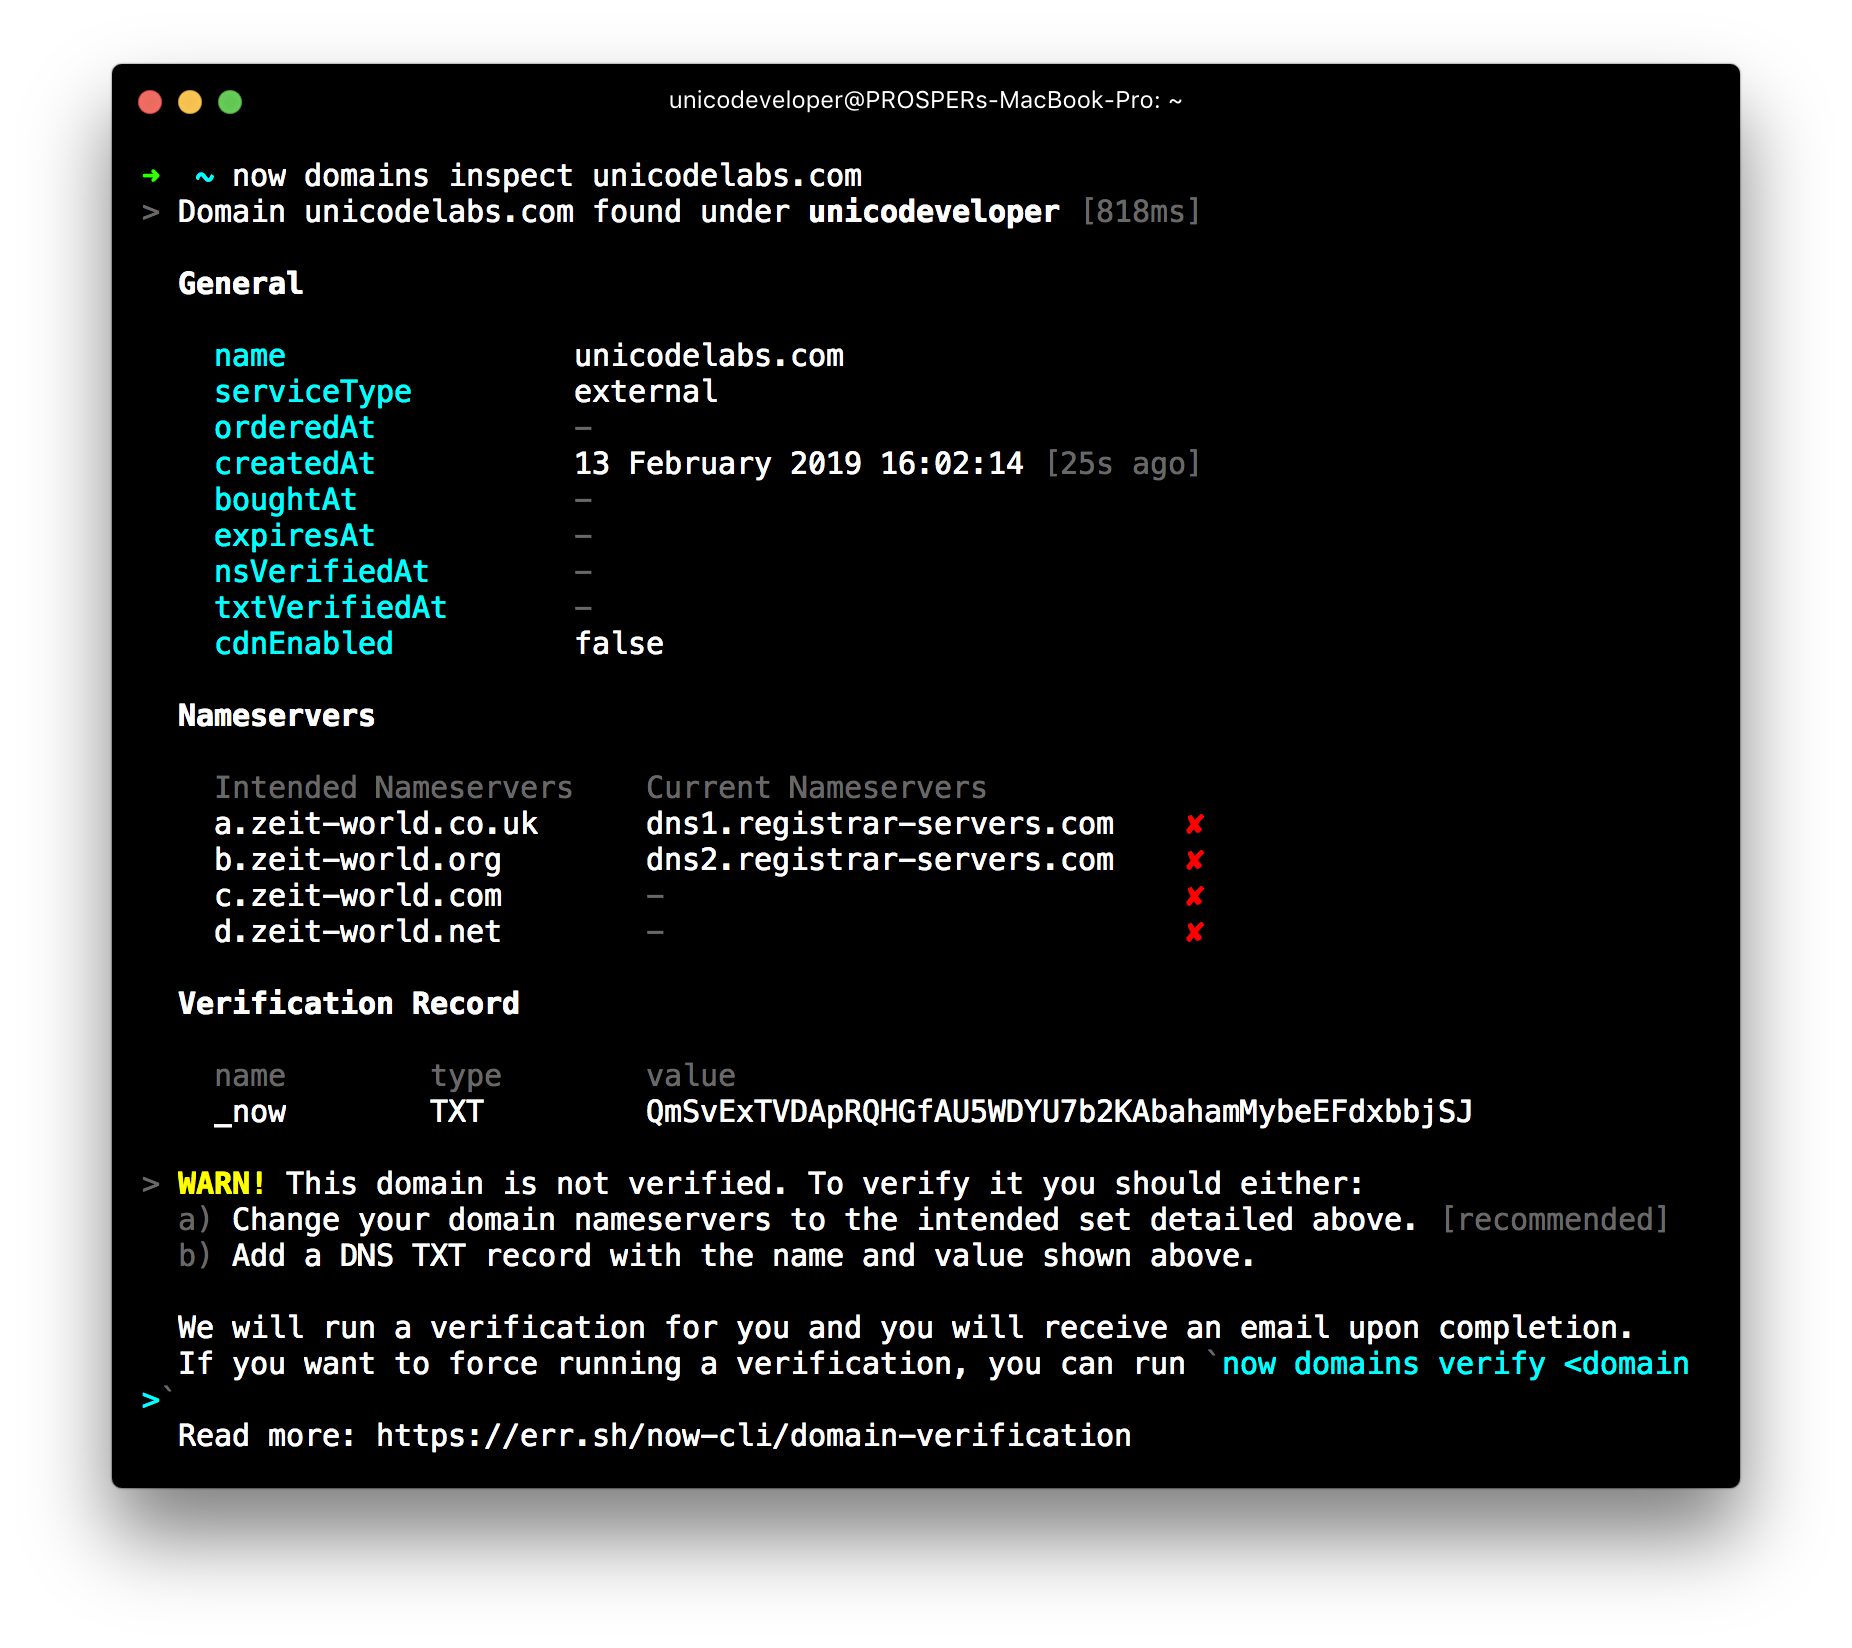 unicodeveloper@PROSPERs-MacBook-Pro: ~
➜  ~ now domains inspect unicodelabs.com
> Domain unicodelabs.com found under unicodeveloper [818ms]
General
name unicodelabs.com
serviceType external
orderedAt -
createdAt 13 February 2019 16:02:14 [25s ago]
boughtAt -
expiresAt -
nsVerifiedAt -
txtVerifiedAt -
cdnEnabled false
Nameservers
Intended Nameservers Current Nameservers
a.zeit-world.co.uk dns1.registrar-servers.com ✘
b.zeit-world.org dns2.registrar-servers.com ✘
c.zeit-world.com - ✘
d.zeit-world.net - ✘
Verification Record
name type value
_now TXT QmSvExTVDApRQHGfAU5WDYU7b2KAbahamMybeEFdxbbjSJ
> WARN! This domain is not verified. To verify it you should either:
a) Change your domain nameservers to the intended set detailed above. [recommended]
b) Add a DNS TXT record with the name and value shown above.
We will run a verification for you and you will receive an email upon completion.
If you want to force running a verification, you can run `now domains verify <domain
>`
Read more: https://err.sh/now-cli/domain-verification